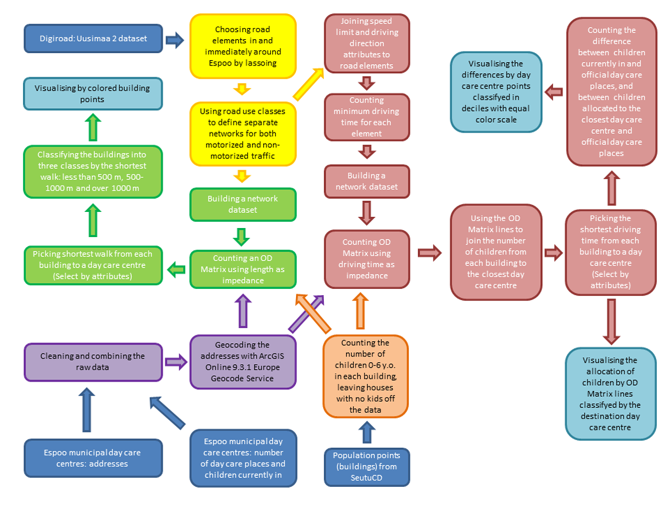 Digiroad: Uusimaa 2 dataset
Choosing road
elements in and
immediately around
Espoo by lassoing
Joining speed
limit and driving
direction
attributes to
road elements
Counting the
difference
between children
currently in and
official day care
places, and
between children
allocated to the
closest day care
centre and
official day care
places
Visualising the
differences by day
care centre points
classifyed in
deciles with equal
color scale
Visualising by colored building
points
Using road use classes
to define separate
networks for both
motorized and non-
motorized traffic
Counting
minimum driving
time for each
element
Classifying the buildings into
three classes by the shortest
walk: less than 500 m, 500-
1000 m and over 1000 m
Building a network
dataset
Building a
network dataset
Picking shortest walk from each
building to a day care centre
(Select by attributes)
Counting an OD
Matrix using length as
impedance
Counting OD
Matrix using
driving time as
impedance
Using the OD
Matrix lines to
join the number
of children from
each building to
the closest day
care centre
Picking the
shortest driving
time from each
building to a day
care centre
(Select by
attributes)
Cleaning and combining the
raw data
Geocoding the
addresses with ArcGIS
Online 9.3.1 Europe
Geocode Service
Counting the
number of
children 0-6 y.o.
in each building,
leaving houses
with no kids off
the data
Visualising the
allocation of
children by OD
Matrix lines
classifyed by the
destination day
care centre
Espoo municipal day care
centres: addresses
Espoo municipal day
care centres: number
of day care places and
children currently in
Population points
(buildings) from
SeutuCD